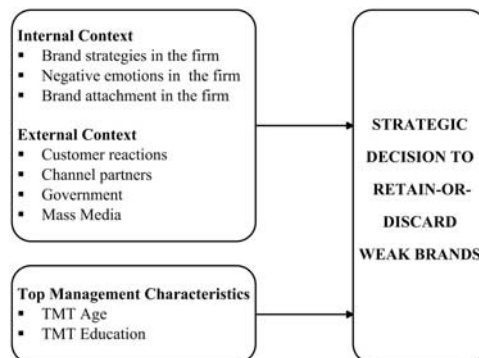 Internal Context
▪ Brand strategies in the firm
▪ Negative emotions in the firm
▪ Brand attachment in the firm
External Context
▪ Customer reactions
▪ Channel partners
▪ Government
▪ Mass Media
STRATEGIC
DECISION TO
RETAIN-OR-
DISCARD
WEAK BRANDS
Top Management Characteristics
▪ TMT Age
▪ TMT Education